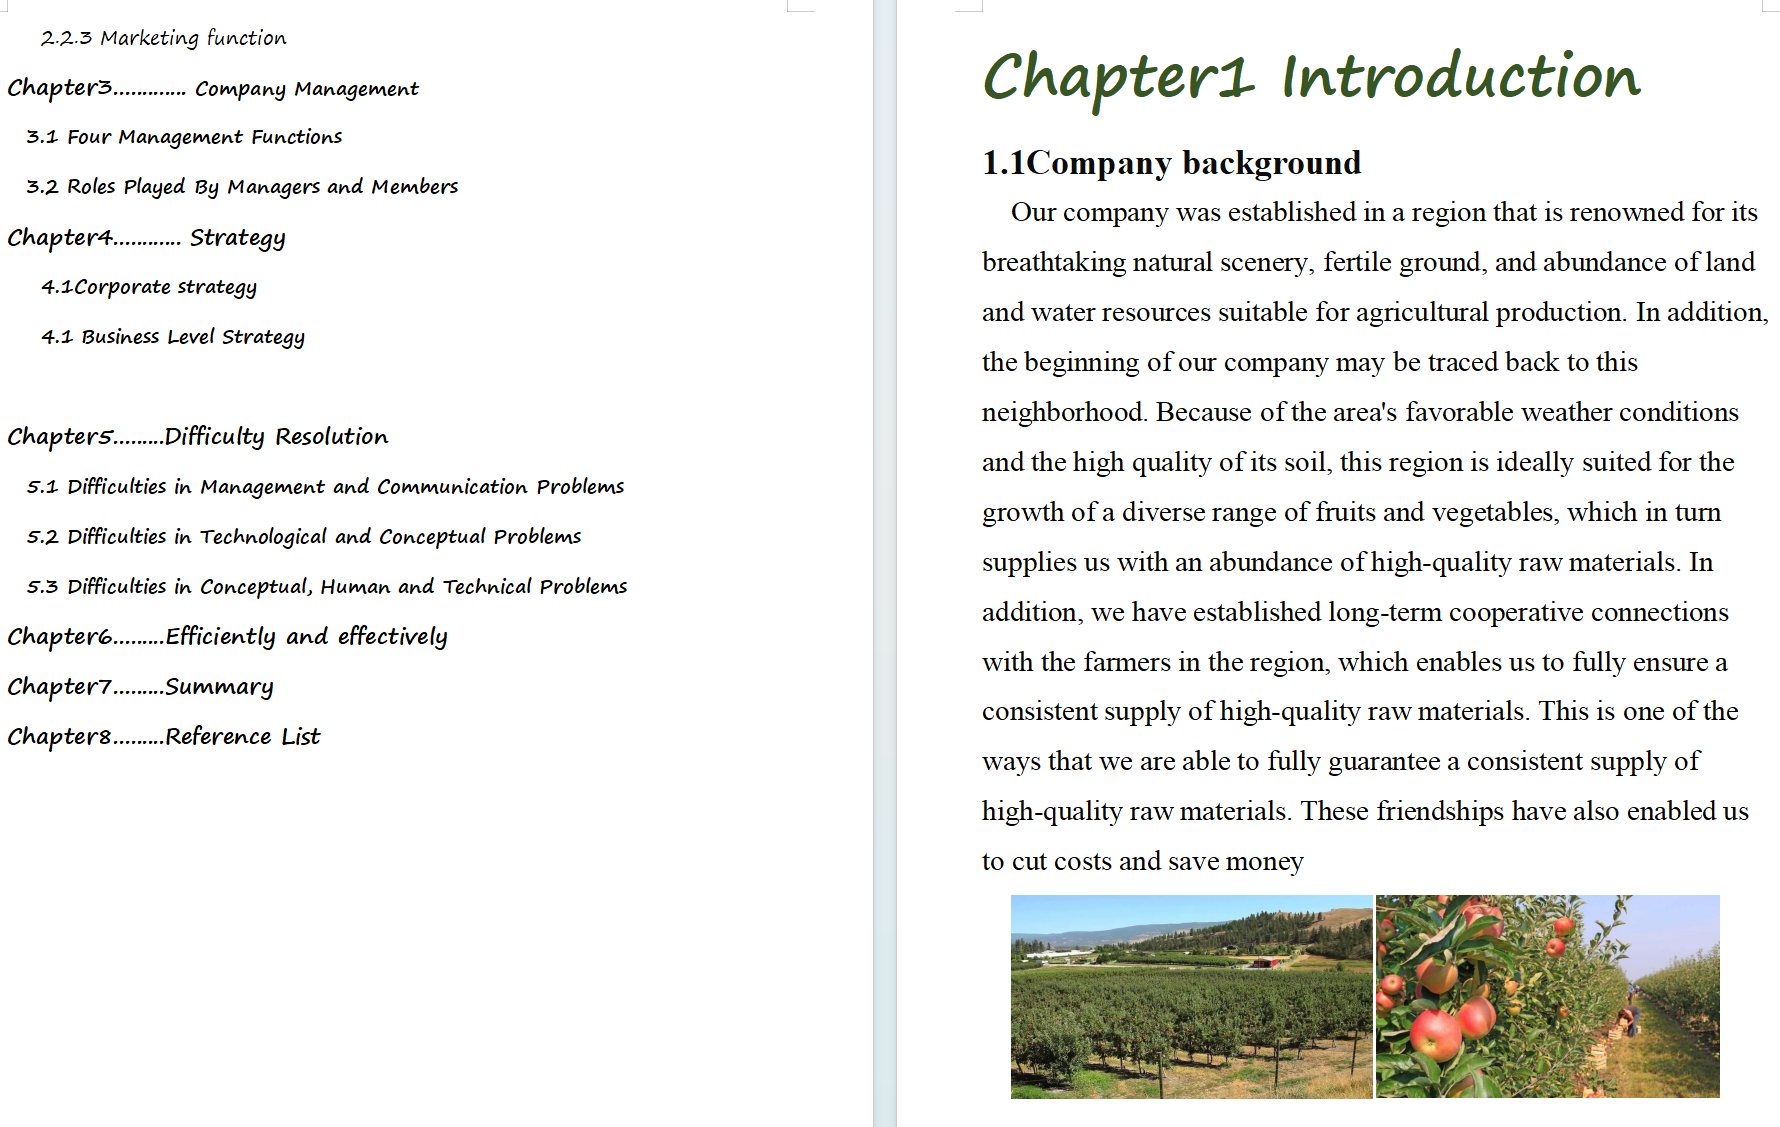 2.2.3 Marketing function
Chapter3............. Company Management
3.1 Four Management Functions
3.2 Roles Played By Managers and Members
Chapter4............ Strategy
4.1Corporate strategy
4.1 Business Level Strategy
Chapter5.........Difficulty Resolution
5.1 Difficulties in Management and Communication Problems
5.2 Difficulties in Technological and Conceptual Problems
5.3 Difficulties in Conceptual, Human and Technical Problems
Chapter6.........Efficiently and effectively
Chapter7.........Summary
Chapter8.........Reference List
Chapter1 Introduction
1.1Company background
Our company was established in a region that is renowned for its
breathtaking natural scenery, fertile ground, and abundance of land
and water resources suitable for agricultural production. In addition,
the beginning of our company may be traced back to this
neighborhood. Because of the area's favorable weather conditions
and the high quality of its soil, this region is ideally suited for the
growth of a diverse range of fruits and vegetables, which in turn
supplies us with an abundance of high-quality raw materials. In
addition, we have established long-term cooperative connections
with the farmers in the region, which enables us to fully ensure a
consistent supply of high-quality raw materials. This is one of the
ways that we are able to fully guarantee a consistent supply of
high-quality raw materials. These friendships have also enabled us
to cut costs and save money